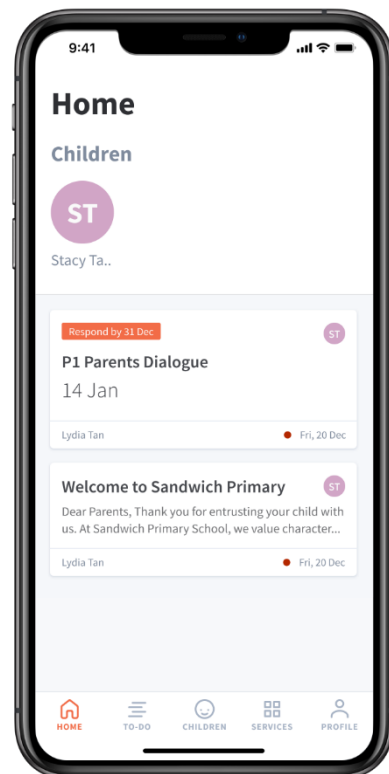 9:41
Home
Children
ST
Stacy Ta..
Respond by 31 Dec
ST
P1 Parents Dialogue
14 Jan
Lydia Tan
Fri, 20 Dec
Welcome to Sandwich Primary
ST
Dear Parents, Thank you for entrusting your child with
us. At Sandwich Primary School, we value character...
Lydia Tan
Fri, 20 Dec
HOME
TO-DO
CHILDREN
SERVICES
PROFILE